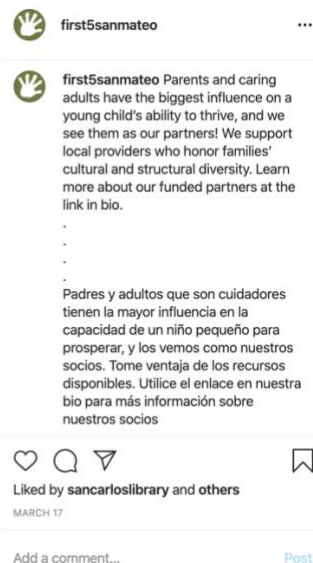 first5sanmateo
...
first5sanmateo Parents and caring
adults have the biggest influence on a
young child's ability to thrive, and we
see them as our partners! We support
local providers who honor families'
cultural and structural diversity. Learn
more about our funded partners at the
link in bio.
.
.
.
.
Padres y adultos que son cuidadores
tienen la mayor influencia en la
capacidad de un niño pequeño para
prosperar, y los vemos como nuestros
socios. Tome ventaja de los recursos
disponibles. Utilice el enlace en nuestra
bio para más información sobre
nuestros socios
Liked by sancarloslibrary and others
MARCH 17
Add a comment...
Post